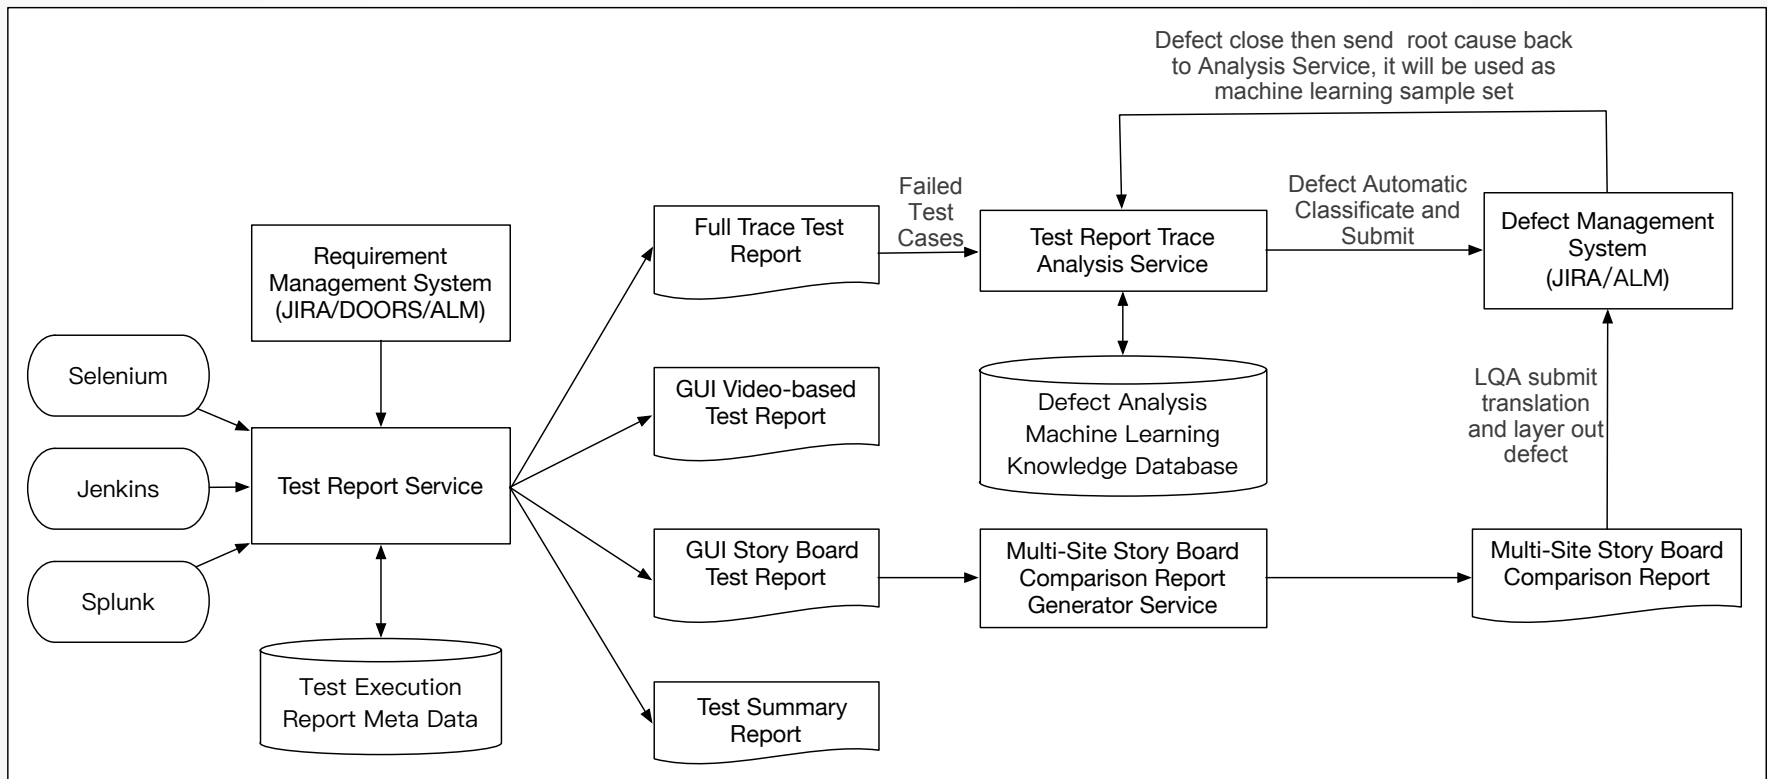 Defect close then send  root cause back
to Analysis Service, it will be used as
machine learning sample set
Failed
Test
Cases
Defect Automatic
Classificate and
Submit
Full Trace Test
Report
Test Report Trace
Analysis Service
Defect Management
System
(JIRA/ALM)
Requirement
Management System
(JIRA/DOORS/ALM)
Selenium
GUI Video-based
Test Report
Defect Analysis
Machine Learning
Knowledge Database
LQA submit
translation
and layer out
defect
Jenkins
Test Report Service
GUI Story Board
Test Report
Multi-Site Story Board
Comparison Report
Generator Service
Multi-Site Story Board
Comparison Report
Splunk
Test Execution
Report Meta Data
Test Summary
Report